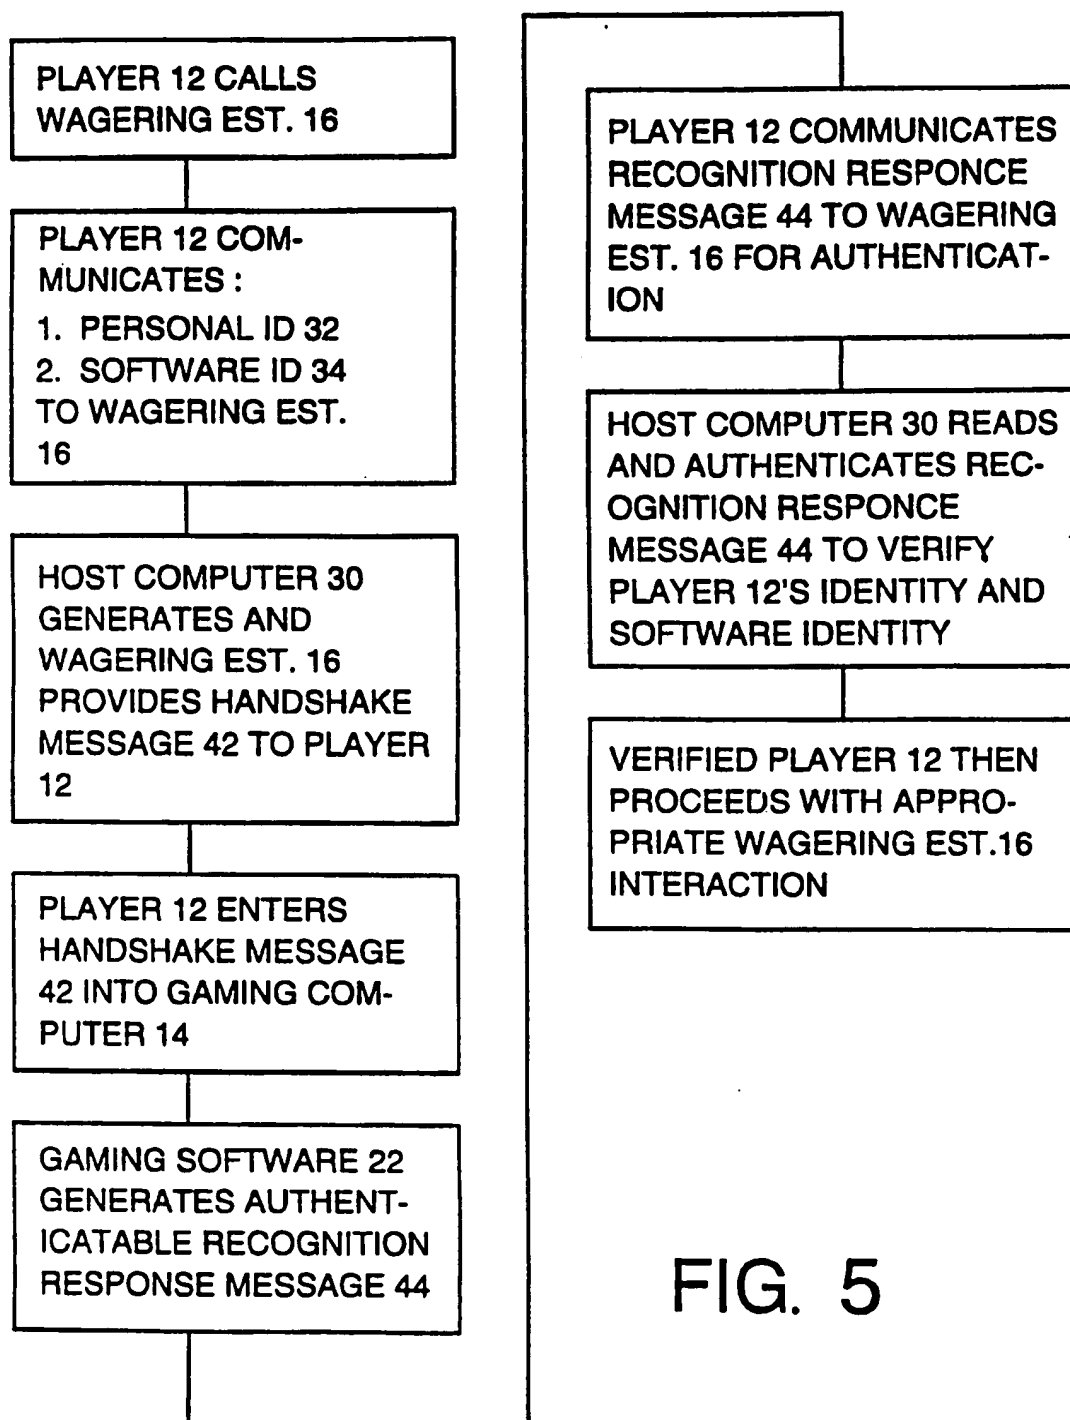 PLAYER 12 CALLS
WAGERING EST. 16
PLAYER 12 COM-
MUNICATES :
1. PERSONAL ID 32
2. SOFTWARE ID 34
TO WAGERING EST.
16
HOST COMPUTER 30
GENERATES AND
WAGERING EST. 16
PROVIDES HANDSHAKE
MESSAGE 42 TO PLAYER
12
PLAYER 12 ENTERS
HANDSHAKE MESSAGE
42 INTO GAMING COM-
PUTER 14
GAMING SOFTWARE 22
GENERATES AUTHENT-
ICATABLE RECOGNITION
RESPONSE MESSAGE 44
PLAYER 12 COMMUNICATES
RECOGNITION RESPONCE
MESSAGE 44 TO WAGERING
EST. 16 FOR AUTHENTICAT-
ION
HOST COMPUTER 30 READS
AND AUTHENTICATES REC-
OGNITION RESPONCE
MESSAGE 44 TO VERIFY
PLAYER 12'S IDENTITY AND
SOFTWARE IDENTITY
VERIFIED PLAYER 12 THEN
PROCEEDS WITH APPRO-
PRIATE WAGERING EST.16
INTERACTION
FIG. 5